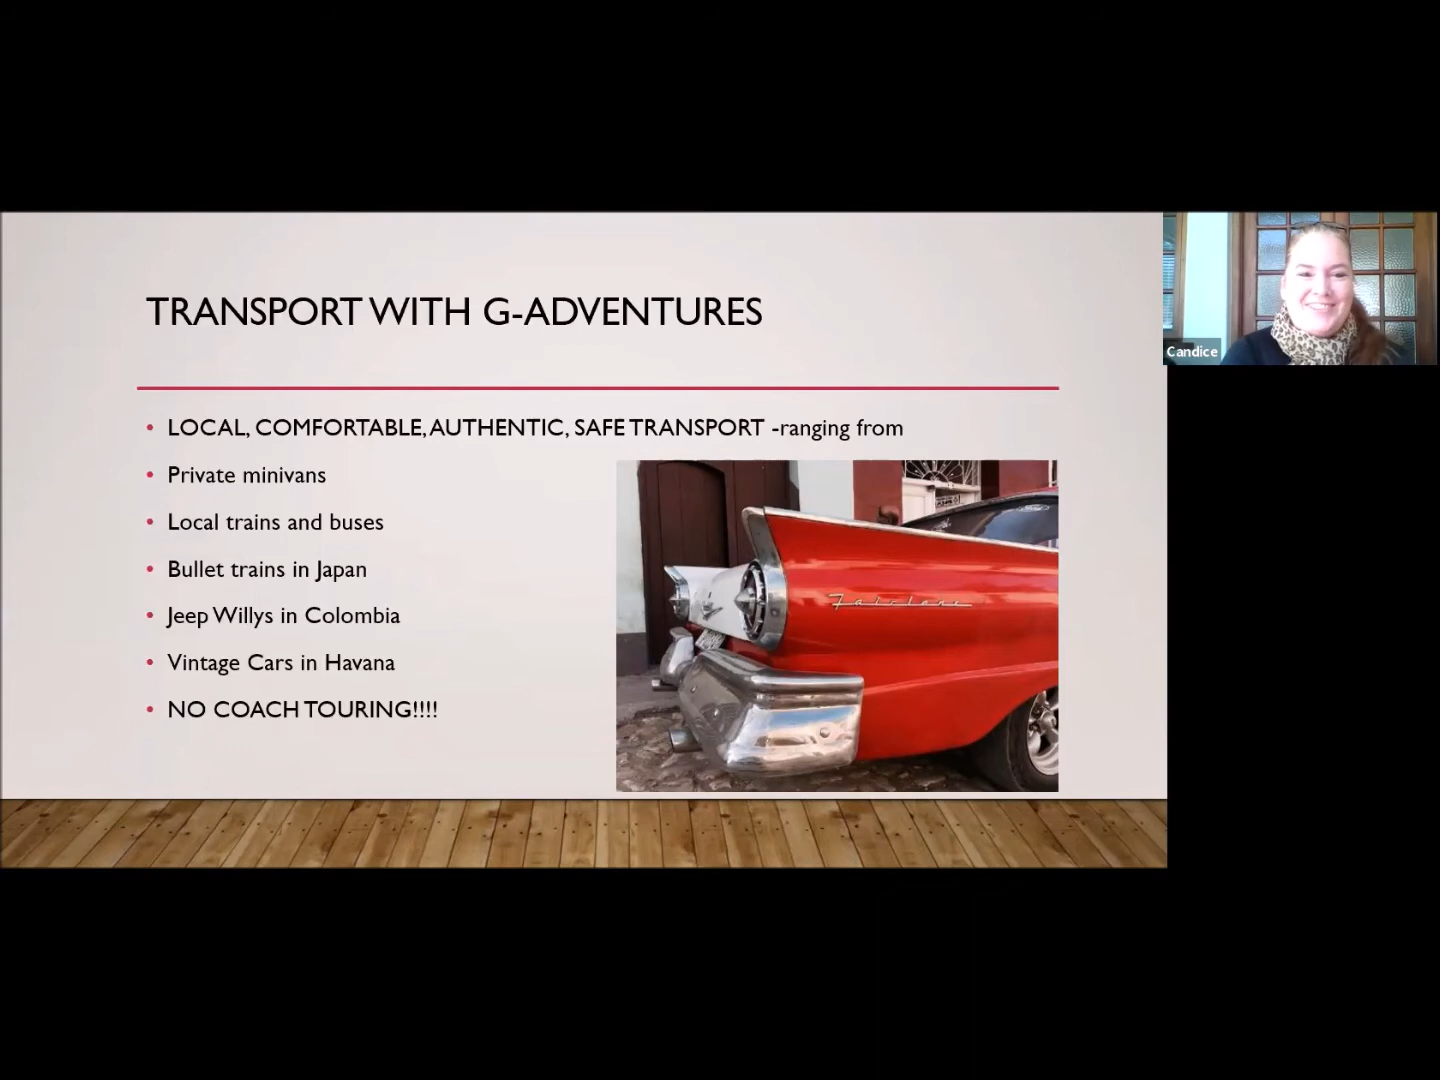 TRANSPORT WITH G-ADVENTURES
Candice
• LOCAL, COMFORTABLE, AUTHENTIC, SAFE TRANSPORT -ranging from
• Private minivans
• Local trains and buses
• Bullet trains in Japan
• Jeep Willys in Colombia
• Vintage Cars in Havana
• NO COACH TOURING!!!!
Fairlane